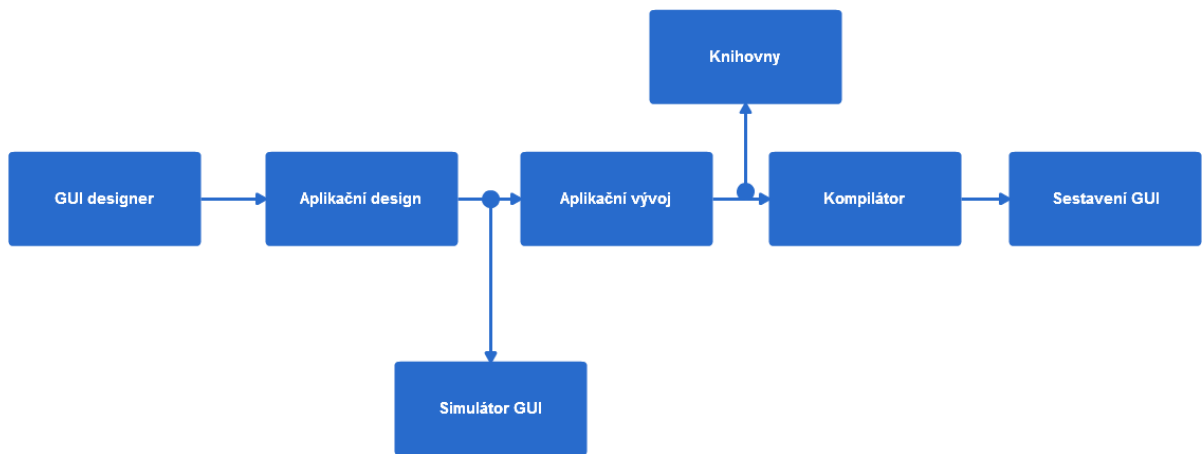 Knihovny
GUI designer
Aplikační design
Aplikační vývoj
Kompilátor
Sestavení GUI
Simulátor GUI